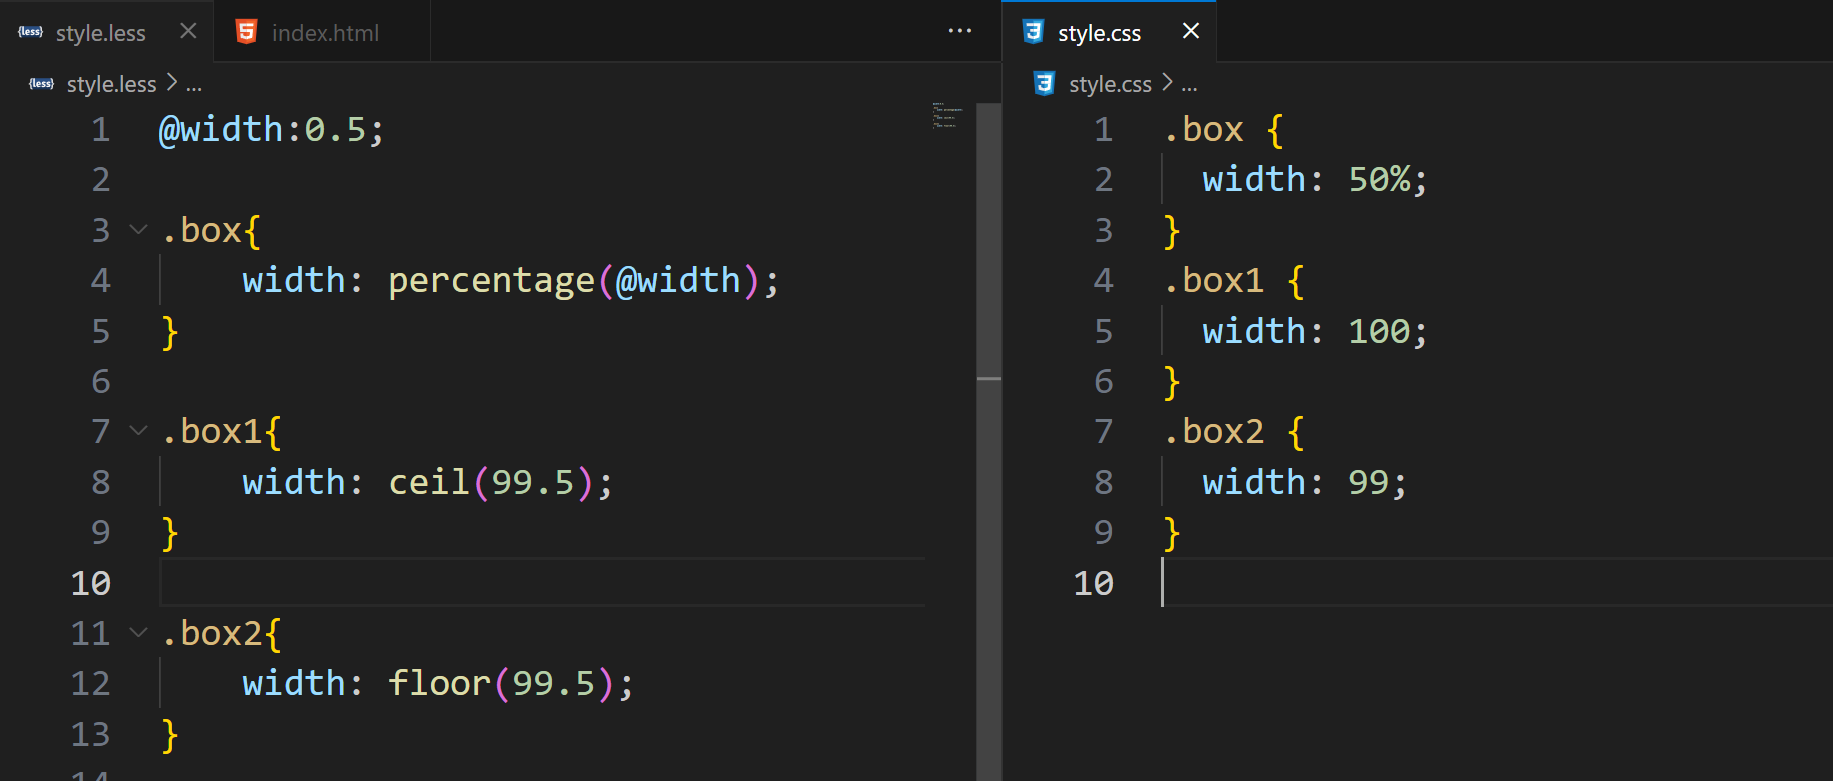 {less} style.less × index.html ...
{less} style.less > ...
1 @width:0.5;
2
3 .box{
4 width: percentage(@width);
5 }
6
7 .box1{
8 width: ceil(99.5);
9 }
10
11 .box2{
12 width: floor(99.5);
13 }
14
style.css ×
style.css > ...
1 .box {
2 width: 50%;
3 }
4 .box1 {
5 width: 100;
6 }
7 .box2 {
8 width: 99;
9 }
10